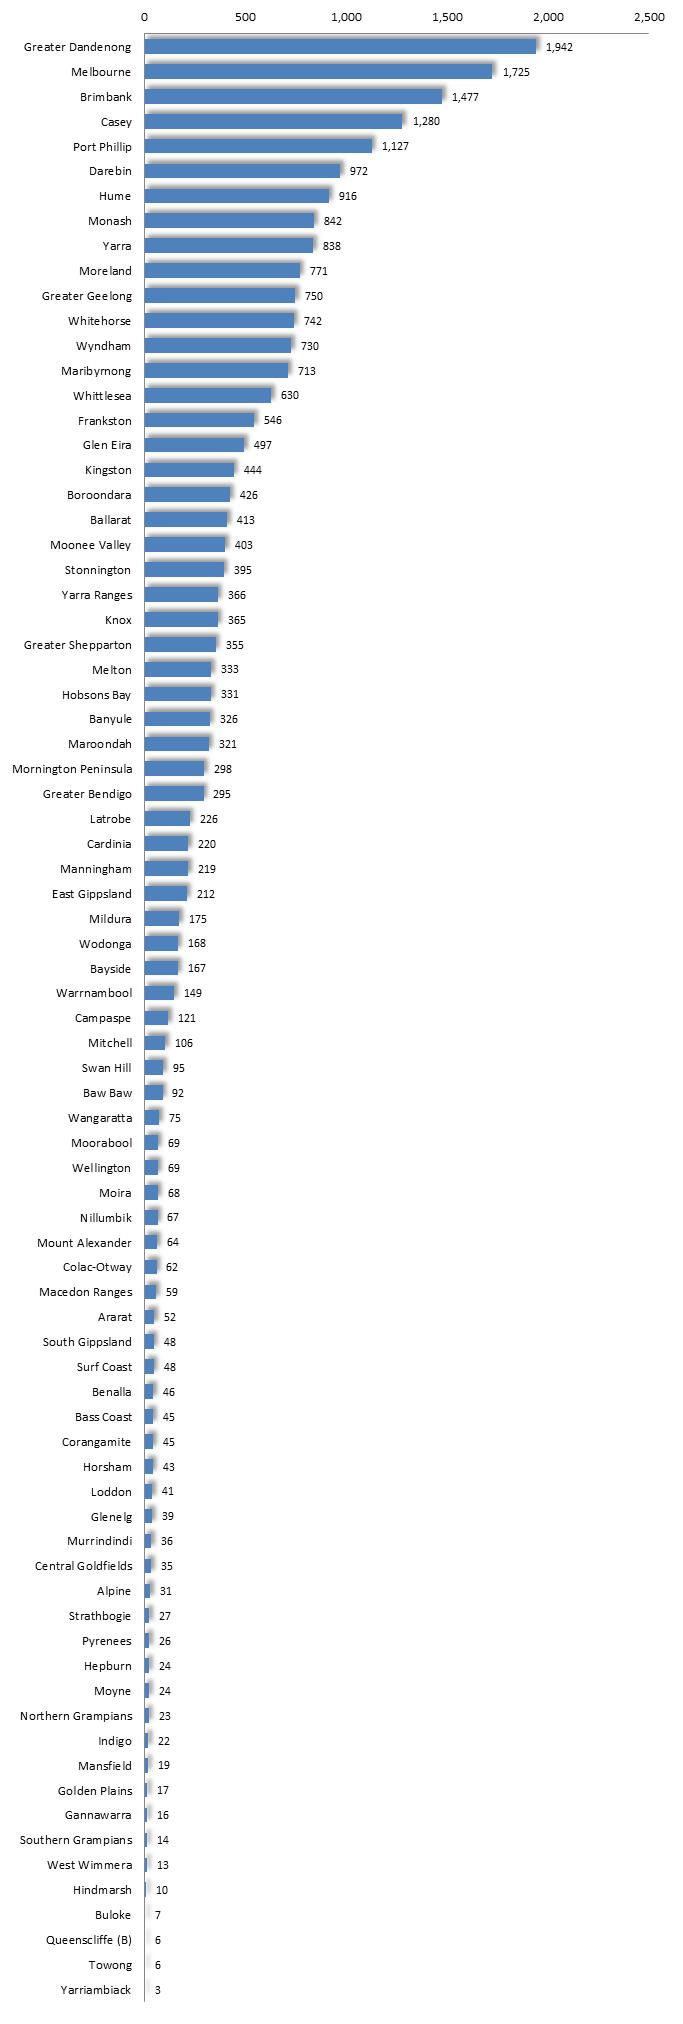 0 500 1,000 1,500 2,000 2,500
Greater Dandenong 1,942
Melbourne 1,725
Brimbank 1,477
Casey 1,280
Port Phillip 1,127
Darebin 972
Hume 916
Monash 842
Yarra 838
Moreland 771
Greater Geelong 750
Whitehorse 742
Wyndham 730
Maribyrnong 713
Whittlesea 630
Frankston 546
Glen Eira 497
Kingston 444
Boroondara 426
Ballarat 413
Moonee Valley 403
Stonnington 395
Yarra Ranges 366
Knox 365
Greater Shepparton 355
Melton 333
Hobsons Bay 331
Banyule 326
Maroondah 321
Mornington Peninsula 298
Greater Bendigo 295
Latrobe 226
Cardinia 220
Manningham 219
East Gippsland 212
Mildura 175
Wodonga 168
Bayside 167
Warrnambool 149
Campaspe 121
Mitchell 106
Swan Hill 95
Baw Baw 92
Wangaratta 75
Moorabool 69
Wellington 69
Moira 68
Nillumbik 67
Mount Alexander 64
Colac-Otway 62
Macedon Ranges 59
Ararat 52
South Gippsland 48
Surf Coast 48
Benalla 46
Bass Coast 45
Corangamite 45
Horsham 43
Loddon 41
Glenelg 39
Murrindindi 36
Central Goldfields 35
Alpine 31
Strathbogie 27
Pyrenees 26
Hepburn 24
Moyne 24
Northern Grampians 23
Indigo 22
Mansfield 19
Golden Plains 17
Gannawarra 16
Southern Grampians 14
West Wimmera 13
Hindmarsh 10
Buloke 7
Queenscliffe (B) 6
Towong 6
Yarriambiack 3